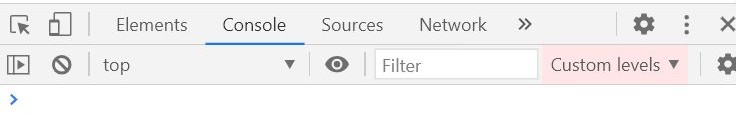 Elements Console Sources Network
top Filter Custom levels